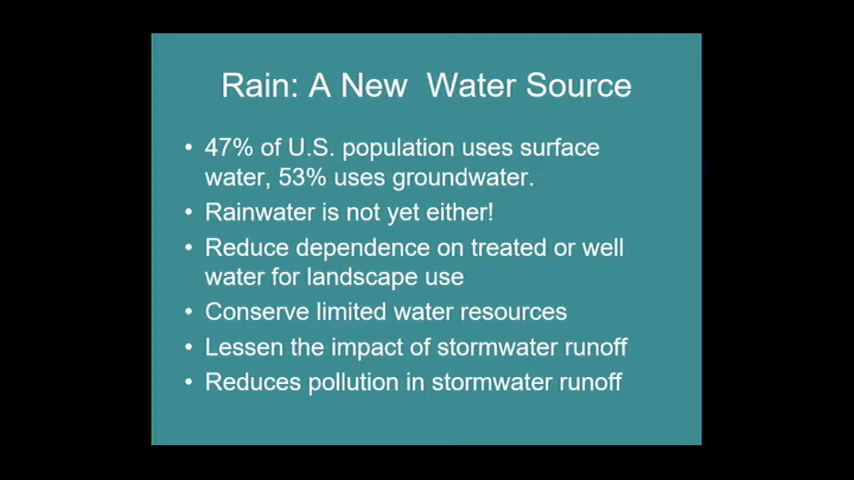 Rain: A New Water Source
• 47% of U.S. population uses surface
water, 53% uses groundwater.
• Rainwater is not yet either!
• Reduce dependence on treated or well
water for landscape use
• Conserve limited water resources
• Lessen the impact of stormwater runoff
• Reduces pollution in stormwater runoff